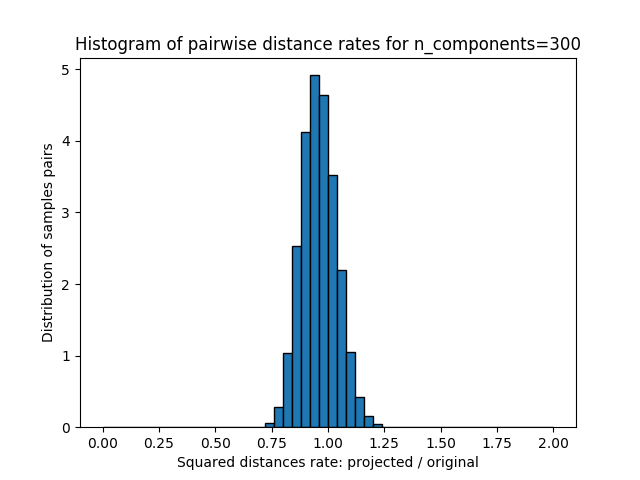 Histogram of pairwise distance rates for n_components=300
Distribution of samples pairs
5
4
3
2
1
0
0.00 0.25 0.50 0.75 1.00 1.25 1.50 1.75 2.00
Squared distances rate: projected / original